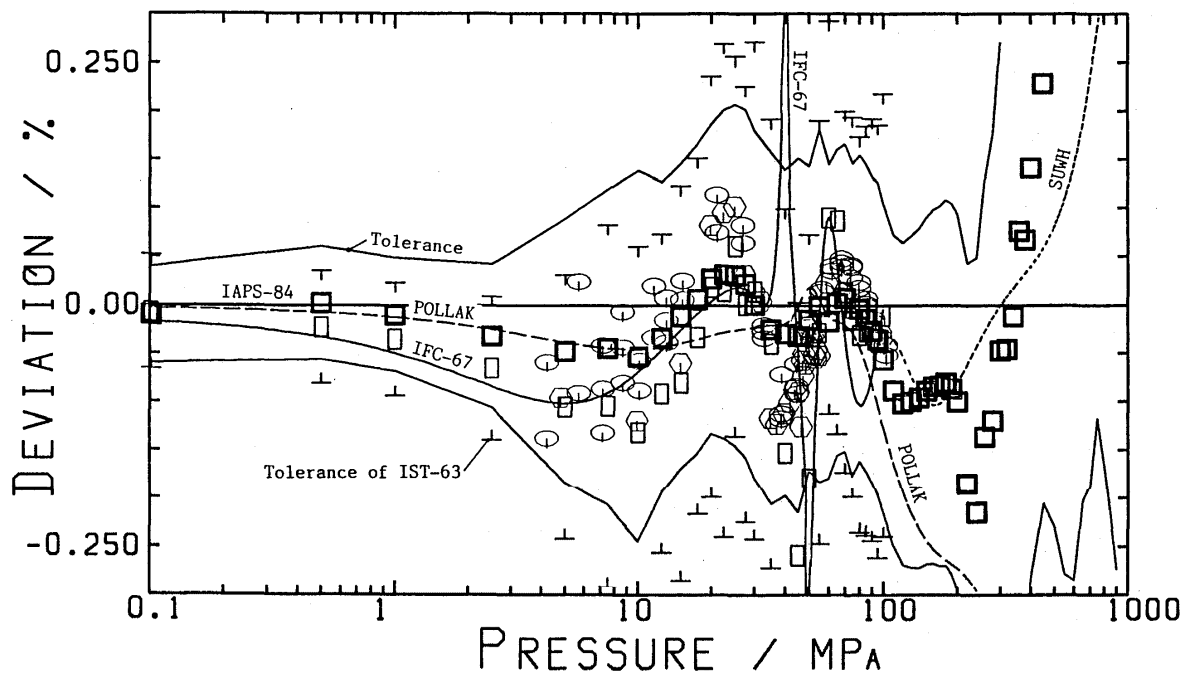 0.250
0.00
-0.250
DEVIATIØN / %
0.1
1
10
100
1000
PRESSURE / MPA
Tolerance
IAPS-84
POLLAK
IFC-67
Tolerance of IST-63
IFC-67
SUWH
POLLAK